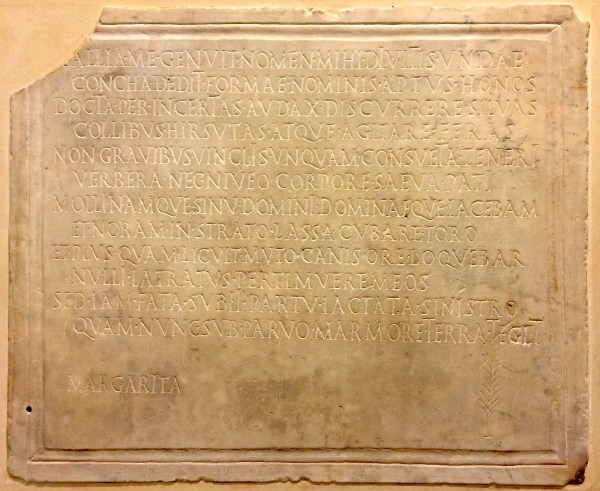 ALLIA·ME·GENVIT·NOMEN·MIHI·DIVITIS·VNDAE
CONCHA·DEDIT·FORMAE·NOMINIS·APTVS·HONOS
DOCTA·PER·INCERTAS·AVDAX·DISCVRRERE·SILVAS
COLLIBVS·HIRSVTAS·ATQVE·AGITARE·FERAS
NON·GRAVIBVS·VINCLIS·VNQVAM·CONSVETA·TENERI
VERBERA·NEC·NIVEO·CORPORE·SAEVA·PATI
MOLLI·NAMQVE·SINV·DOMINI·DOMINAEQVE·IACEBAM
ET·NORAM·IN·STRATO·LASSA·CVBARE·TORO
ET·PLVS·QVAM·LICVIT·MVTO·CANIS·ORE·LOQVEBAR
NVLLI·LATRATVS·PERTIMVERE·MEOS
SED·IAM·FATA·SVBII·PARTV·IACTATA·SINISTRO
QVAM·NVNC·SVB·PARVO·MARMORE·TERRA·TEGIT
MARGARITA